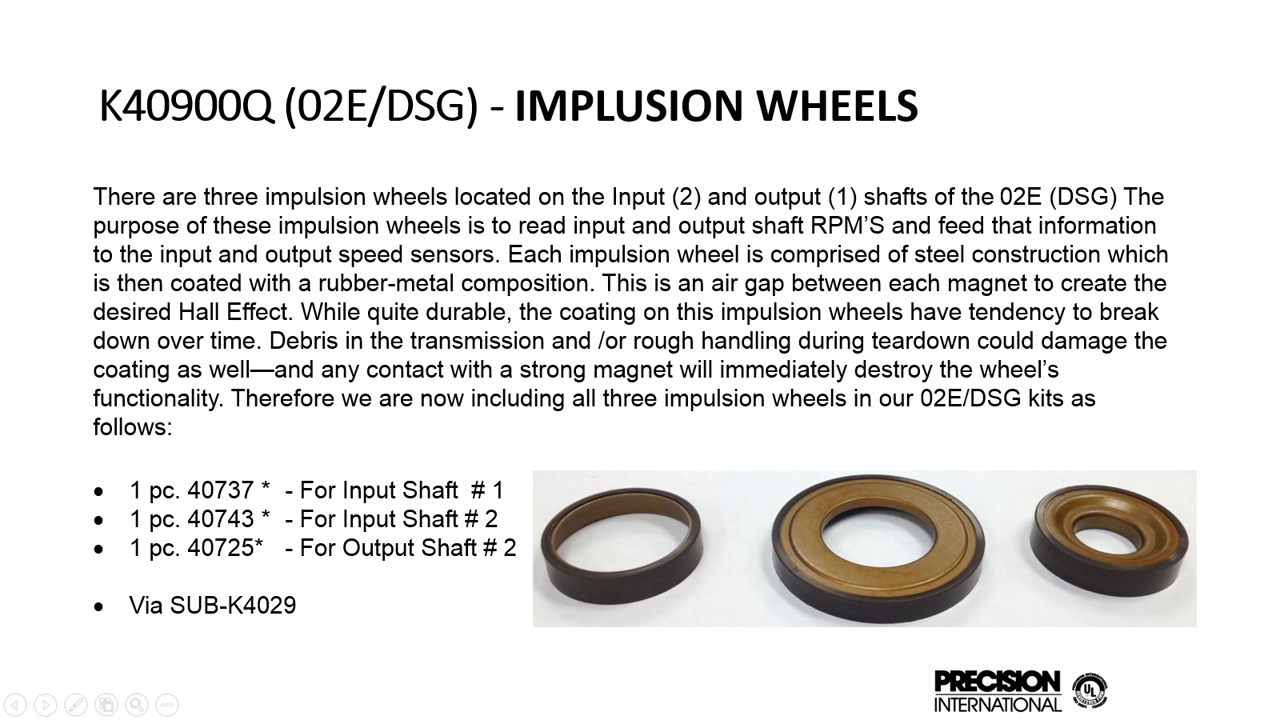 K40900Q (02E/DSG) - IMPLUSION WHEELS
There are three impulsion wheels located on the Input (2) and output (1) shafts of the 02E (DSG) The
purpose of these impulsion wheels is to read input and output shaft RPM’S and feed that information
to the input and output speed sensors. Each impulsion wheel is comprised of steel construction which
is then coated with a rubber-metal composition. This is an air gap between each magnet to create the
desired Hall Effect. While quite durable, the coating on this impulsion wheels have tendency to break
down over time. Debris in the transmission and /or rough handling during teardown could damage the
coating as well—and any contact with a strong magnet will immediately destroy the wheel’s
functionality. Therefore we are now including all three impulsion wheels in our 02E/DSG kits as
follows:
• 1 pc. 40737 * - For Input Shaft # 1
• 1 pc. 40743 * - For Input Shaft # 2
• 1 pc. 40725* - For Output Shaft # 2
• Via SUB-K4029
PRECISION
INTERNATIONAL
UL